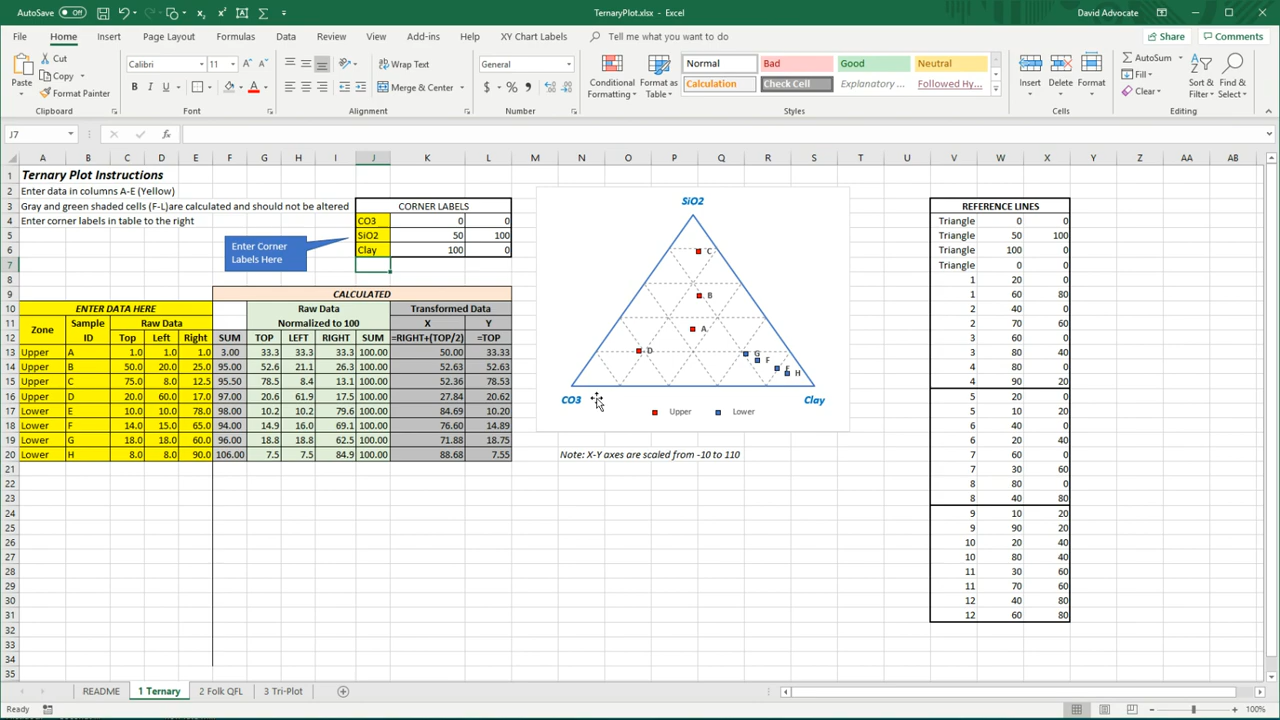 AutoSave Off TernaryPlot.xlsx - Excel David Advocate
File Home Insert Page Layout Formulas Data Review View Add-ins Help XY Chart Labels Tell me what you want to do Share Comments
Paste Cut Copy Format Painter Clipboard
Calibri 11 Font
Wrap Text Merge & Center Alignment
General Number
Conditional Formatting Format as Table
Normal Bad Good Neutral
Calculation Check Cell Explanatory ... Followed Hy...
Styles
Insert Delete Format Cells
AutoSum Fill Clear Sort & Filter Find & Select Editing
J7
A B C D E F G H I J K L M N O P Q R S T U V W X Y Z AA AB
1 Ternary Plot Instructions
2 Enter data in columns A-E (Yellow)
3 Gray and green shaded cells (F-L)are calculated and should not be altered CORNER LABELS REFERENCE LINES
4 Enter corner labels in table to the right CO3 0 0 Triangle 0 0
5 SiO2 50 100 Triangle 50 100
6 Clay 100 0 Triangle 100 0
Enter Corner Labels Here
7 Triangle 0 0
8 1 20 0
9 CALCULATED 1 60 80
10 ENTER DATA HERE Raw Data Transformed Data 2 40 0
11 Zone Sample ID Raw Data Normalized to 100 X Y 2 70 60
12 Top Left Right SUM TOP LEFT RIGHT SUM =RIGHT+(TOP/2) =TOP 3 60 0
13 Upper A 1.0 1.0 1.0 3.00 33.3 33.3 33.3 100.00 50.00 33.33 3 80 40
14 Upper B 50.0 20.0 25.0 95.00 52.6 21.1 26.3 100.00 52.63 52.63 4 80 0
15 Upper C 75.0 8.0 12.5 95.50 78.5 8.4 13.1 100.00 52.36 78.53 4 90 20
16 Upper D 20.0 60.0 17.0 97.00 20.6 61.9 17.5 100.00 27.84 20.62 5 20 0
17 Lower E 10.0 10.0 78.0 98.00 10.2 10.2 79.6 100.00 84.69 10.20 5 10 20
18 Lower F 14.0 15.0 65.0 94.00 14.9 16.0 69.1 100.00 76.60 14.89 6 40 0
19 Lower G 18.0 18.0 60.0 96.00 18.8 18.8 62.5 100.00 71.88 18.75 6 20 40
20 Lower H 8.0 8.0 90.0 106.00 7.5 7.5 84.9 100.00 88.68 7.55 7 60 0
21 7 30 60
22 8 80 0
23 8 40 80
24 9 10 20
25 9 90 20
26 10 20 40
27 10 80 40
28 11 30 60
29 11 70 60
30 12 40 80
31 12 60 80
32
33
34
35
SiO2
C
B
A
D G
F
E
H
CO3 Clay
Upper Lower
Note: X-Y axes are scaled from -10 to 110
README 1 Ternary 2 Folk QFL 3 Tri-Plot
Ready 100%